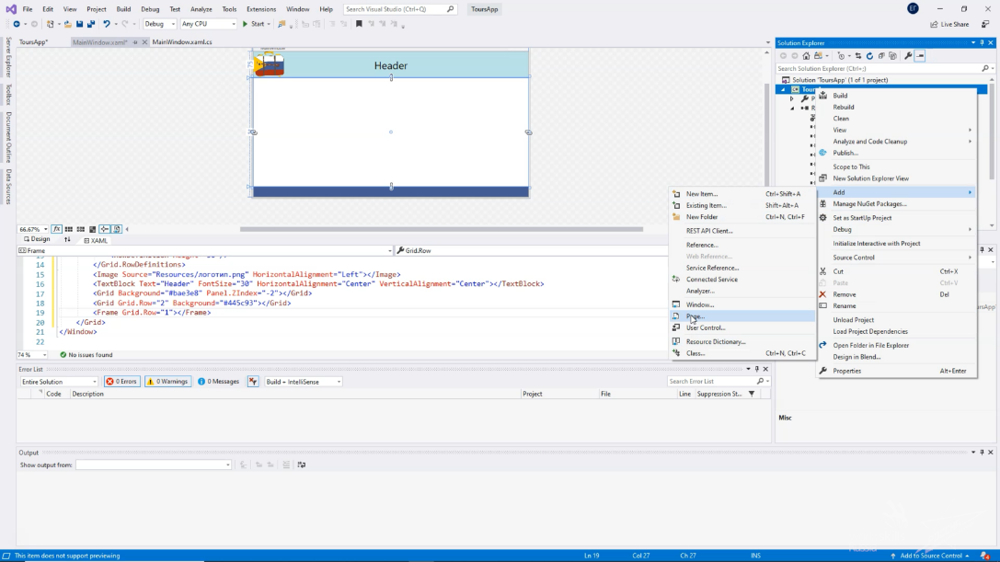 File Edit View Project Build Debug Test Analyze Tools Extensions Window Help Search Visual Studio (Ctrl+Q) ToursApp EF
Debug Any CPU Start Live Share
Server Explorer
Toolbox
Document Outline
Data Sources
ToursApp* MainWindow.xaml* MainWindow.xaml.cs
Header
66.67%
Design XAML
Frame Grid.Row
</Grid.RowDefinitions>
15 <Image Source="Resources/логотип.png" HorizontalAlignment="Left"></Image>
16 <TextBlock Text="Header" FontSize="30" HorizontalAlignment="Center" VerticalAlignment="Center"></TextBlock>
17 <Grid Background="#bae3e8" Panel.ZIndex="-2"></Grid>
18 <Grid Grid.Row="2" Background="#445c93"></Grid>
19 <Frame Grid.Row="1"></Frame>
20 </Grid>
21 </Window>
22
74 % No issues found
Error List
Entire Solution 0 Errors 0 Warnings 0 Messages Build + IntelliSense Search Error List
Code Description Project File Line Suppression St...
Output
Show output from:
Solution Explorer
Search Solution Explorer (Ctrl+;)
Solution 'ToursApp' (1 of 1 project)
Build
Rebuild
Clean
View
Analyze and Code Cleanup
Publish...
Scope to This
New Solution Explorer View
Add
Manage NuGet Packages...
Set as StartUp Project
Debug
Initialize Interactive with Project
Source Control
Cut Ctrl+X
Paste Ctrl+V
Remove Del
Rename
Unload Project
Load Project Dependencies
Open Folder in File Explorer
Design in Blend...
Properties Alt+Enter
New Item... Ctrl+Shift+A
Existing Item... Shift+Alt+A
New Folder Ctrl+N, Ctrl+F
REST API Client...
Reference...
Web Reference...
Service Reference...
Connected Service
Analyzer...
Window...
Page...
User Control...
Resource Dictionary...
Class... Ctrl+N, Ctrl+C
Misc
This item does not support previewing Ln 19 Col 27 Ch 27 INS Add to Source Control 4